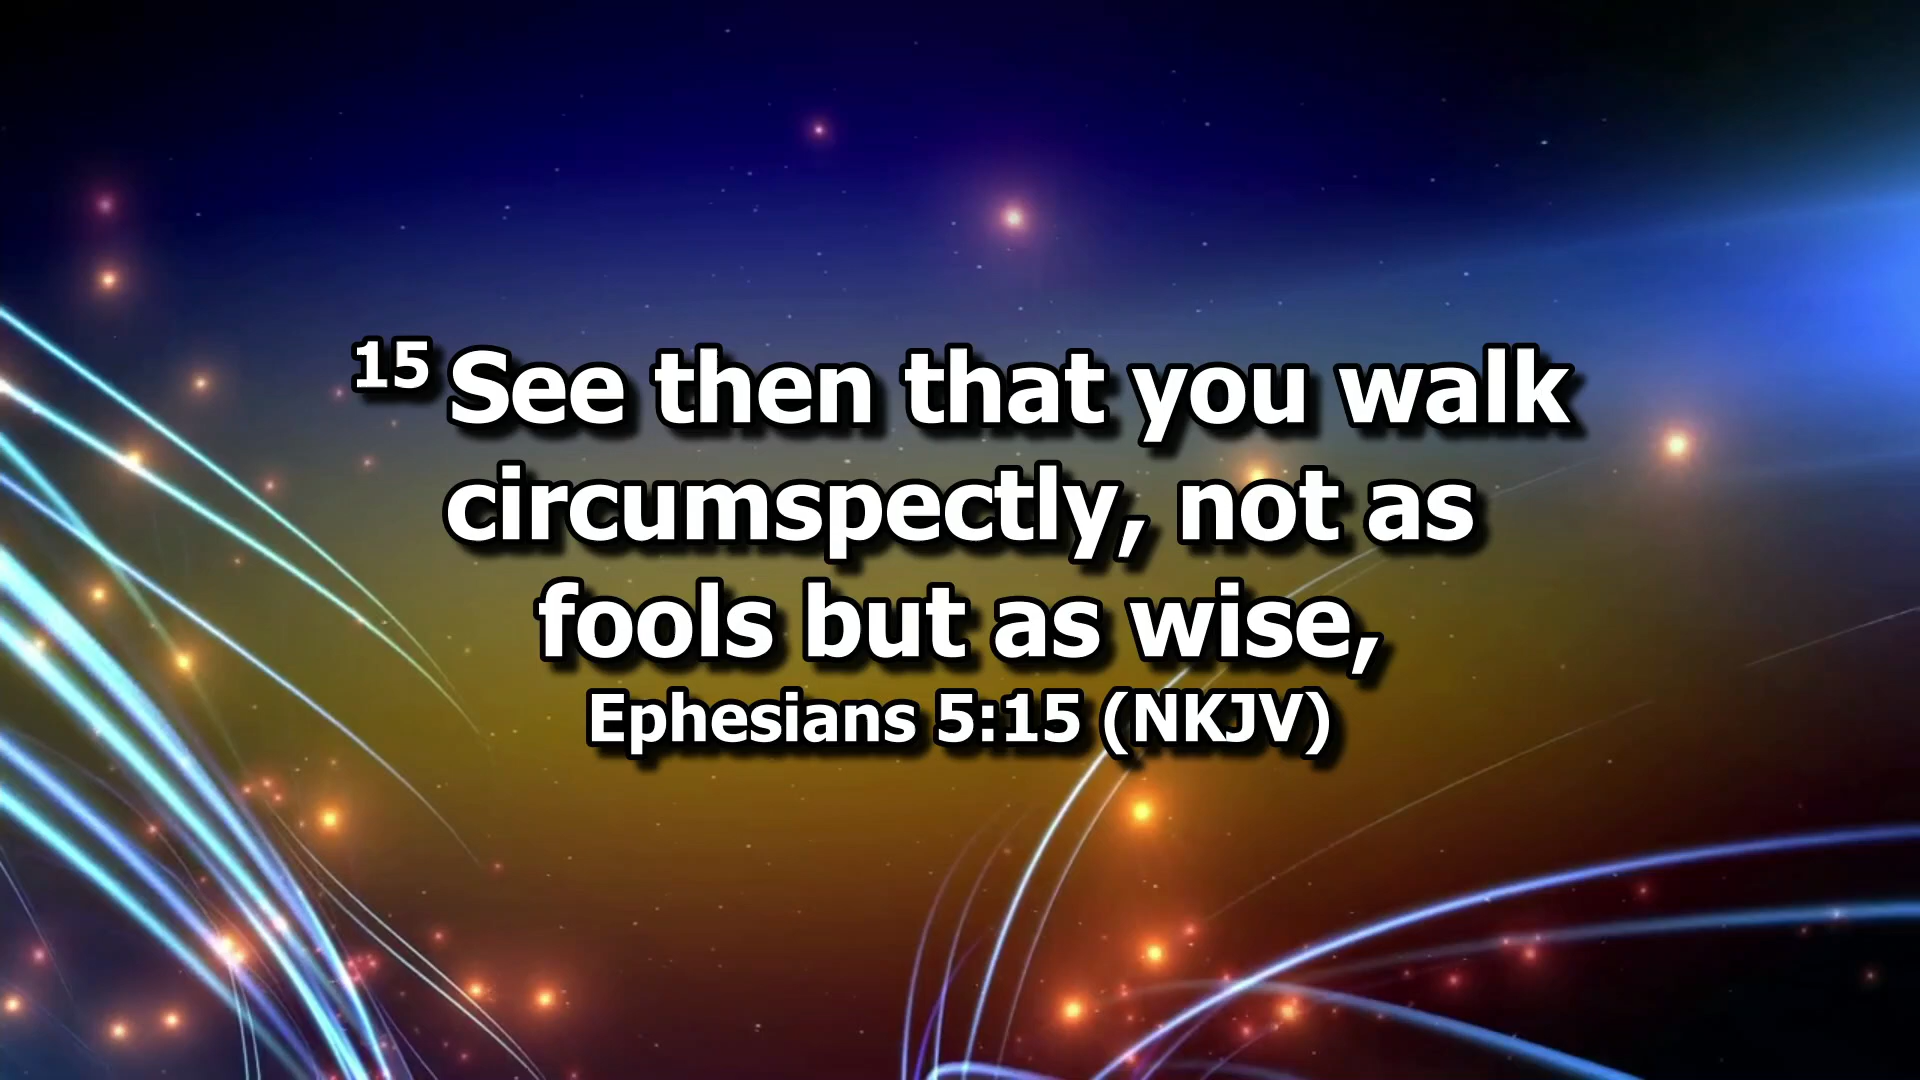 15 See then that you walk
circumspectly, not as
fools but as wise,
Ephesians 5:15 (NKJV)